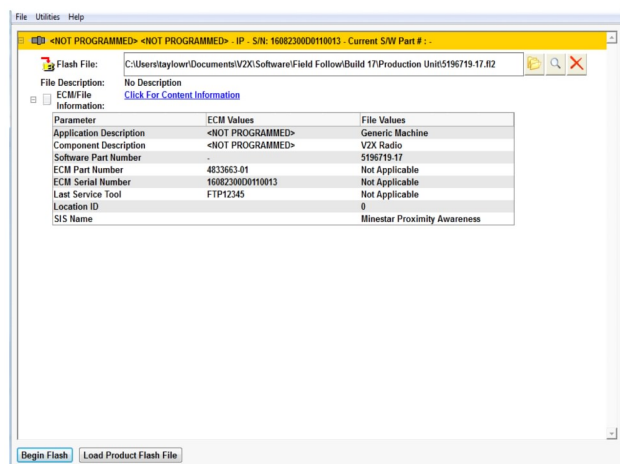 File Utilities Help
<NOT PROGRAMMED> <NOT PROGRAMMED> - IP - S/N: 16082300D0110013 - Current S/W Part # : -
Flash File: C:\Users\taylowr\Documents\V2X\Software\Field Follow\Build 17\Production Unit\5196719-17.fl2
File Description: No Description
ECM/File Information: Click For Content Information
Parameter ECM Values File Values
Application Description <NOT PROGRAMMED> Generic Machine
Component Description <NOT PROGRAMMED> V2X Radio
Software Part Number - 5196719-17
ECM Part Number 4833663-01 Not Applicable
ECM Serial Number 16082300D0110013 Not Applicable
Last Service Tool FTP12345 Not Applicable
Location ID 0
SIS Name Minestar Proximity Awareness
Begin Flash Load Product Flash File